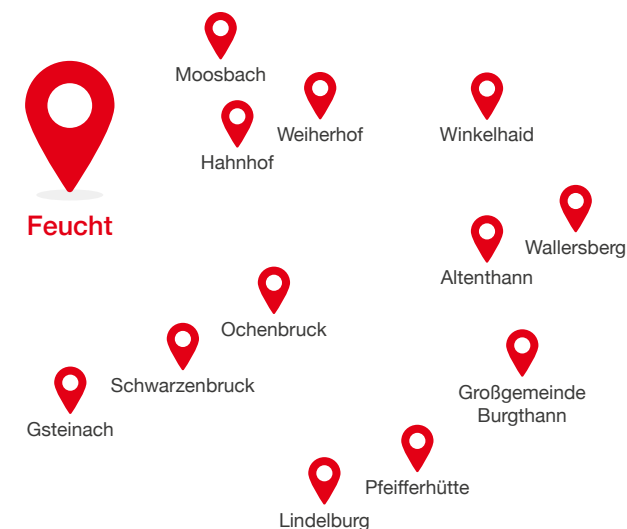 Moosbach
Weiherhof
Winkelhaid
Hahnhof
Feucht
Wallersberg
Altenthann
Ochenbruck
Schwarzenbruck
Großgemeinde
Burgthann
Gsteinach
Pfeifferhütte
Lindelburg